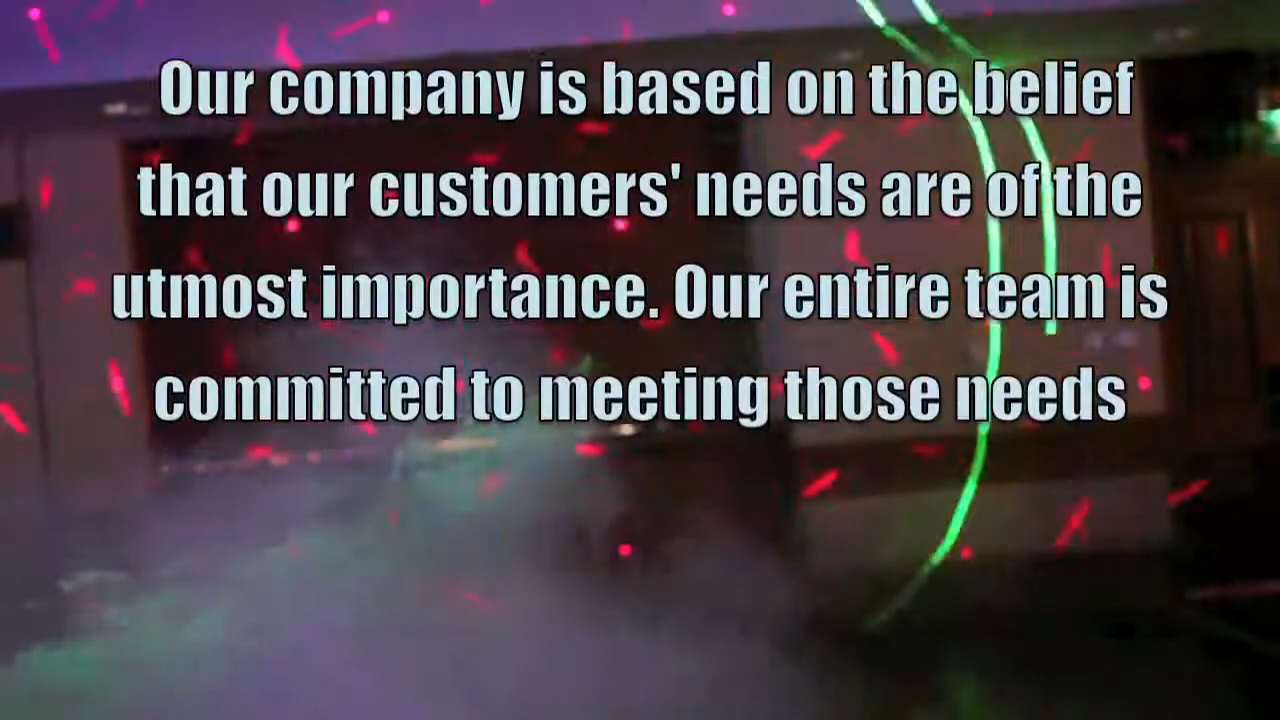 Our company is based on the belief
that our customers' needs are of the
utmost importance. Our entire team is
committed to meeting those needs